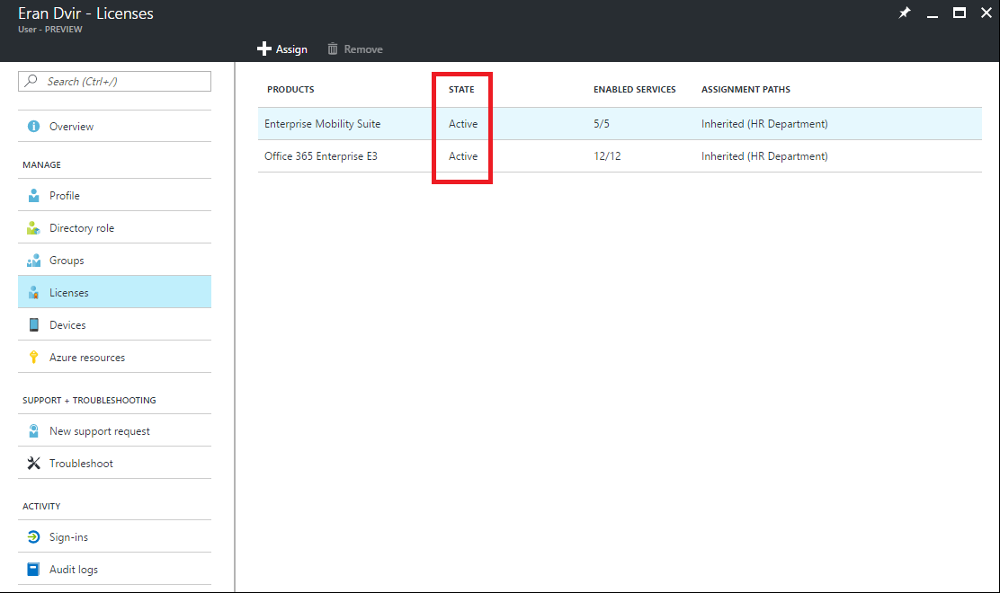 Eran Dvir - Licenses
User - PREVIEW
Assign Remove
Search (Ctrl+/)
Overview
MANAGE
Profile
Directory role
Groups
Licenses
Devices
Azure resources
SUPPORT + TROUBLESHOOTING
New support request
Troubleshoot
ACTIVITY
Sign-ins
Audit logs
PRODUCTS STATE ENABLED SERVICES ASSIGNMENT PATHS
Enterprise Mobility Suite Active 5/5 Inherited (HR Department)
Office 365 Enterprise E3 Active 12/12 Inherited (HR Department)